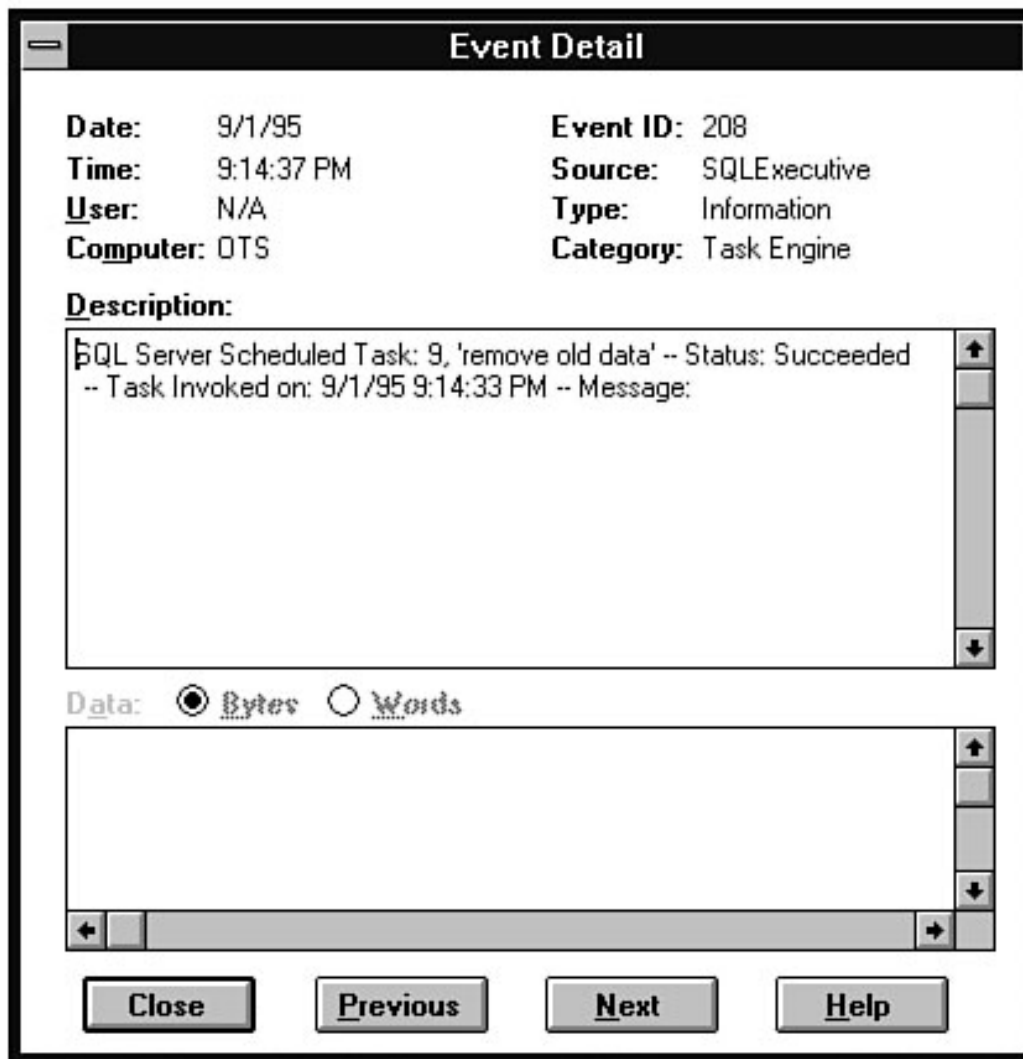 Event Detail
Date: 9/1/95 Event ID: 208
Time: 9:14:37 PM Source: SQLExecutive
User: N/A Type: Information
Computer: OTS Category: Task Engine
Description:
SQL Server Scheduled Task: 9, 'remove old data' -- Status: Succeeded
-- Task Invoked on: 9/1/95 9:14:33 PM -- Message:
Data: Bytes Words
Close Previous Next Help